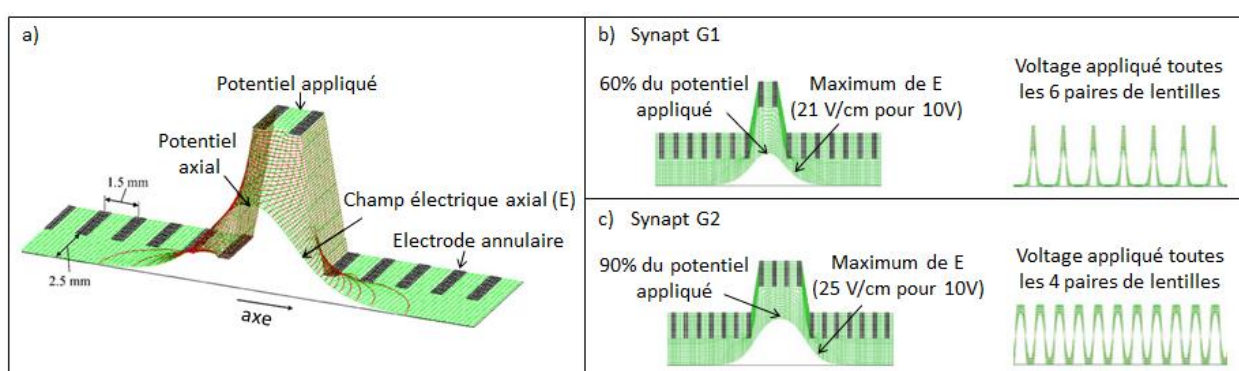 a)
Potentiel appliqué
Potentiel
axial
1.5 mm
Champ électrique axial (E)
Electrode annulaire
2.5 mm
axe
b) Synapt G1
60% du potentiel
appliqué
Maximum de E
(21 V/cm pour 10V)
Voltage appliqué toutes
les 6 paires de lentilles
c) Synapt G2
90% du potentiel
appliqué
Maximum de E
(25 V/cm pour 10V)
Voltage appliqué toutes
les 4 paires de lentilles